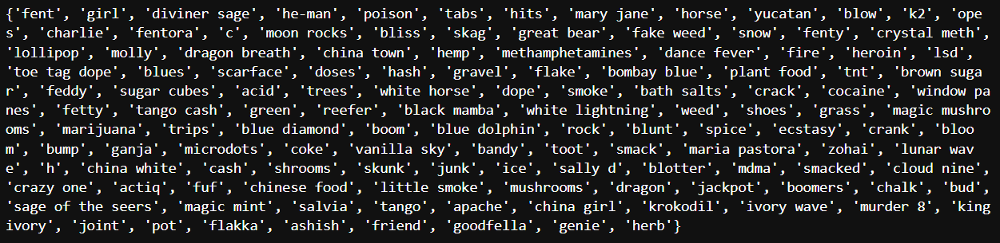 {'fent', 'girl', 'diviner sage', 'he-man', 'poison', 'tabs', 'hits', 'mary jane', 'horse', 'yucatan', 'blow', 'k2', 'ope
s', 'charlie', 'fentora', 'c', 'moon rocks', 'bliss', 'skag', 'great bear', 'fake weed', 'snow', 'fenty', 'crystal meth',
'lollipop', 'molly', 'dragon breath', 'china town', 'hemp', 'methamphetamines', 'dance fever', 'fire', 'heroin', 'lsd',
'toe tag dope', 'blues', 'scarface', 'doses', 'hash', 'gravel', 'flake', 'bombay blue', 'plant food', 'tnt', 'brown suga
r', 'feddy', 'sugar cubes', 'acid', 'trees', 'white horse', 'dope', 'smoke', 'bath salts', 'crack', 'cocaine', 'window pa
nes', 'fetty', 'tango cash', 'green', 'reefer', 'black mamba', 'white lightning', 'weed', 'shoes', 'grass', 'magic mushro
oms', 'marijuana', 'trips', 'blue diamond', 'boom', 'blue dolphin', 'rock', 'blunt', 'spice', 'ecstasy', 'crank', 'bloo
m', 'bump', 'ganja', 'microdots', 'coke', 'vanilla sky', 'bandy', 'toot', 'smack', 'maria pastora', 'zohai', 'lunar wav
e', 'h', 'china white', 'cash', 'shrooms', 'skunk', 'junk', 'ice', 'sally d', 'blotter', 'mdma', 'smacked', 'cloud nine',
'crazy one', 'actiq', 'fuf', 'chinese food', 'little smoke', 'mushrooms', 'dragon', 'jackpot', 'boomers', 'chalk', 'bud',
'sage of the seers', 'magic mint', 'salvia', 'tango', 'apache', 'china girl', 'krokodil', 'ivory wave', 'murder 8', 'king
ivory', 'joint', 'pot', 'flakka', 'ashish', 'friend', 'goodfella', 'genie', 'herb'}